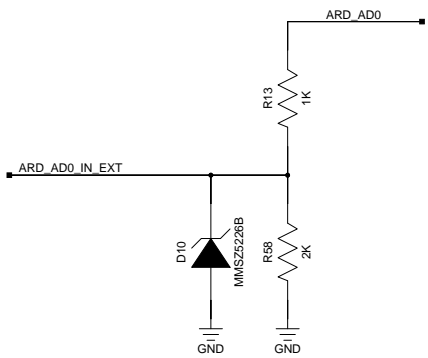 ARD_AD0
R13
1K
ARD_AD0_IN_EXT
D10
MMSZ5226B
R58
2K
GND
GND